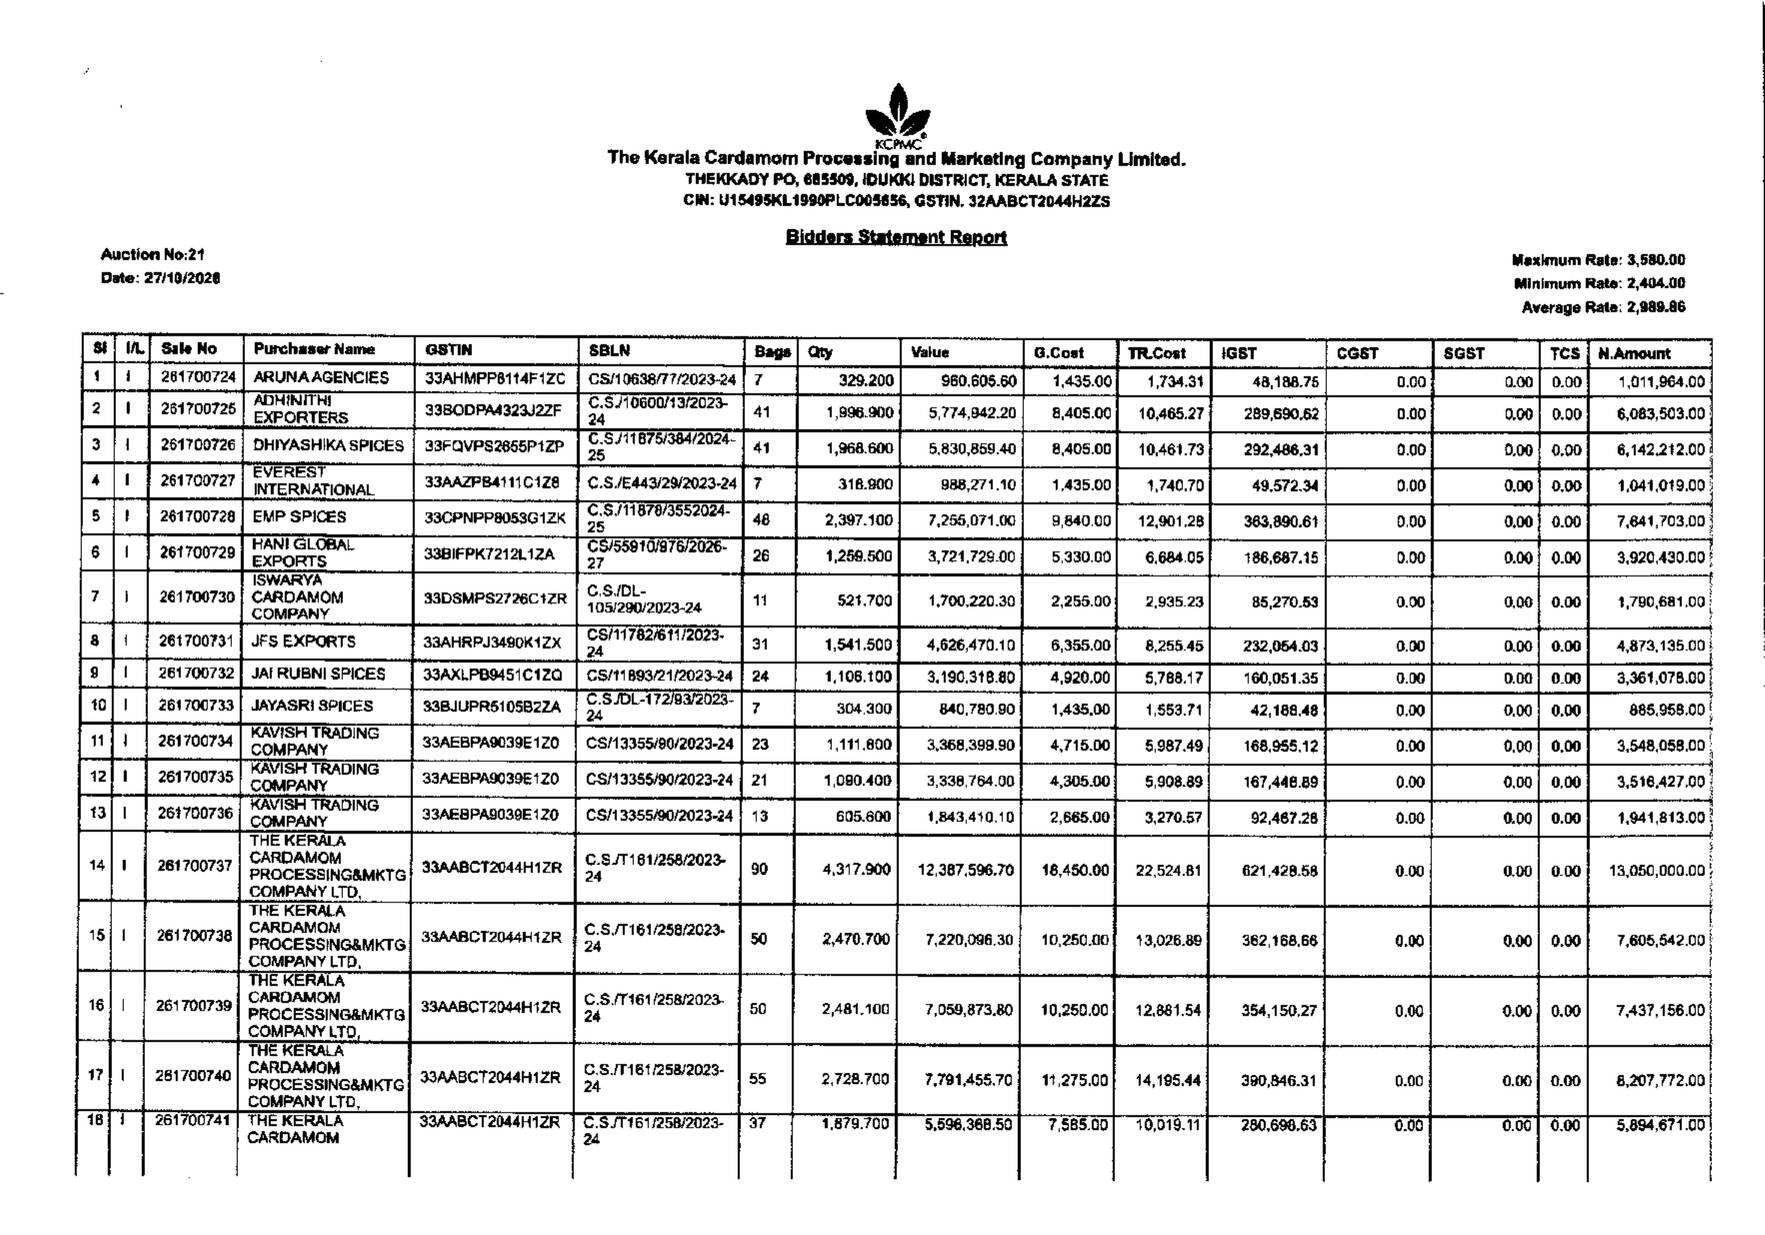 KCPMC
The Kerala Cardamom Processing and Marketing Company Limited.
THEKKADY PO, 685509, IDUKKI DISTRICT, KERALA STATE
CIN: U15495KL1990PLC005656, GSTIN. 32AABCT2044H2ZS
Bidders Statement Report
Auction No:21
Date: 27/10/2026
Maximum Rate: 3,580.00
Minimum Rate: 2,404.00
Average Rate: 2,989.86
Sl I/L Sale No Purchaser Name GSTIN SBLN Bags Qty Value G.Cost TR.Cost IGST CGST SGST TCS N.Amount
1 I 261700724 ARUNA AGENCIES 33AHMPP8114F1ZC CS/10638/77/2023-24 7 329.200 960,605.60 1,435.00 1,734.31 48,188.75 0.00 0.00 0.00 1,011,964.00
2 I 261700725 ADHINITHI EXPORTERS 33BODPA4323J2ZF C.S./10600/13/2023-24 41 1,996.900 5,774,942.20 8,405.00 10,465.27 289,690.62 0.00 0.00 0.00 6,083,503.00
3 I 261700726 DHIYASHIKA SPICES 33FQVPS2655P1ZP C.S./11875/384/2024-25 41 1,968.600 5,830,859.40 8,405.00 10,461.73 292,486.31 0.00 0.00 0.00 6,142,212.00
4 I 261700727 EVEREST INTERNATIONAL 33AAZPB4111C1Z8 C.S./E443/29/2023-24 7 316.900 988,271.10 1,435.00 1,740.70 49,572.34 0.00 0.00 0.00 1,041,019.00
5 I 261700728 EMP SPICES 33CPNPP8053G1ZK C.S./11878/3552024-25 48 2,397.100 7,255,071.00 9,840.00 12,901.28 363,890.61 0.00 0.00 0.00 7,641,703.00
6 I 261700729 HANI GLOBAL EXPORTS 33BIFPK7212L1ZA CS/55910/976/2026-27 26 1,259.500 3,721,729.00 5,330.00 6,684.05 186,687.15 0.00 0.00 0.00 3,920,430.00
7 I 261700730 ISWARYA CARDAMOM COMPANY 33DSMPS2726C1ZR C.S./DL-105/290/2023-24 11 521.700 1,700,220.30 2,255.00 2,935.23 85,270.53 0.00 0.00 0.00 1,790,681.00
8 I 261700731 JFS EXPORTS 33AHRPJ3490K1ZX CS/11782/611/2023-24 31 1,541.500 4,626,470.10 6,355.00 8,255.45 232,054.03 0.00 0.00 0.00 4,873,135.00
9 I 261700732 JAI RUBNI SPICES 33AXLPB9451C1ZQ CS/11893/21/2023-24 24 1,106.100 3,190,318.80 4,920.00 5,788.17 160,051.35 0.00 0.00 0.00 3,361,078.00
10 I 261700733 JAYASRI SPICES 33BJUPR5105B2ZA C.S./DL-172/93/2023-24 7 304.300 840,780.90 1,435.00 1,553.71 42,188.48 0.00 0.00 0.00 885,958.00
11 I 261700734 KAVISH TRADING COMPANY 33AEBPA9039E1Z0 CS/13355/90/2023-24 23 1,111.800 3,368,399.90 4,715.00 5,987.49 168,955.12 0.00 0.00 0.00 3,548,058.00
12 I 261700735 KAVISH TRADING COMPANY 33AEBPA9039E1Z0 CS/13355/90/2023-24 21 1,090.400 3,338,764.00 4,305.00 5,908.89 167,448.89 0.00 0.00 0.00 3,516,427.00
13 I 261700736 KAVISH TRADING COMPANY 33AEBPA9039E1Z0 CS/13355/90/2023-24 13 605.600 1,843,410.10 2,665.00 3,270.57 92,467.28 0.00 0.00 0.00 1,941,813.00
14 I 261700737 THE KERALA CARDAMOM PROCESSING&MKTG COMPANY LTD, 33AABCT2044H1ZR C.S./T161/258/2023-24 90 4,317.900 12,387,596.70 18,450.00 22,524.81 621,428.58 0.00 0.00 0.00 13,050,000.00
15 I 261700738 THE KERALA CARDAMOM PROCESSING&MKTG COMPANY LTD, 33AABCT2044H1ZR C.S./T161/258/2023-24 50 2,470.700 7,220,096.30 10,250.00 13,026.89 362,168.66 0.00 0.00 0.00 7,605,542.00
16 I 261700739 THE KERALA CARDAMOM PROCESSING&MKTG COMPANY LTD, 33AABCT2044H1ZR C.S./T161/258/2023-24 50 2,481.100 7,059,873.80 10,250.00 12,881.54 354,150.27 0.00 0.00 0.00 7,437,156.00
17 I 261700740 THE KERALA CARDAMOM PROCESSING&MKTG COMPANY LTD, 33AABCT2044H1ZR C.S./T161/258/2023-24 55 2,728.700 7,791,455.70 11,275.00 14,195.44 390,846.31 0.00 0.00 0.00 8,207,772.00
18 I 261700741 THE KERALA CARDAMOM 33AABCT2044H1ZR C.S./T161/258/2023-24 37 1,879.700 5,596,368.50 7,585.00 10,019.11 280,698.63 0.00 0.00 0.00 5,894,671.00